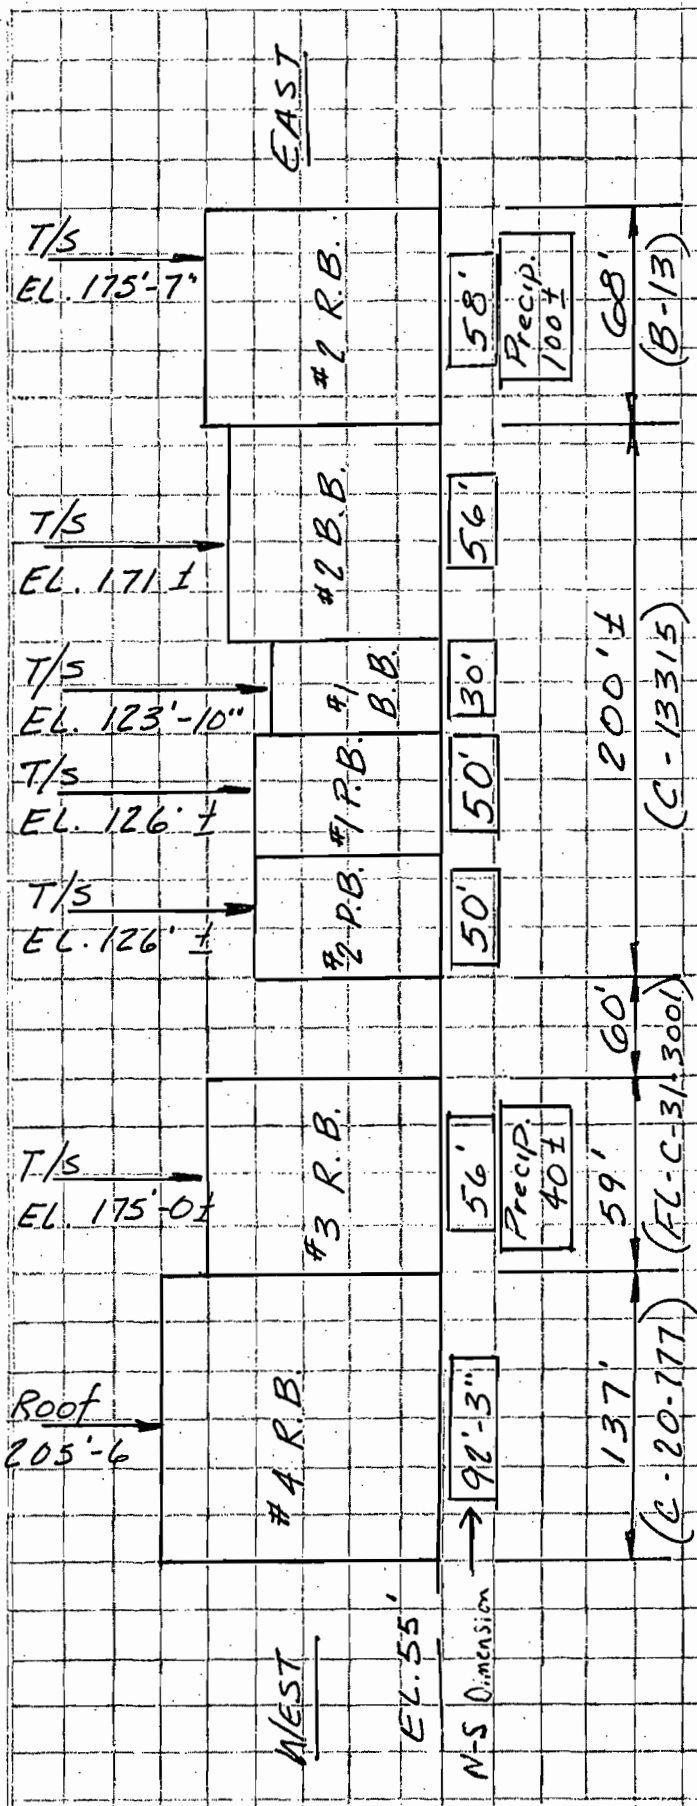 EAST
WEST
T/S
EL. 175'-7"
T/S
EL. 171 ±
T/S
EL. 123'-10"
T/S
EL. 126' ±
T/S
EL. 126' ±
T/S
EL. 175'-0±
Roof
205'-6
#2 R.B.
#2 B.B.
#1
B.B.
#1 P.B.
#2 P.B.
#3 R.B.
#4 R.B.
EL. 55'
N-S Dimension
58'
56'
30'
50'
50'
56'
92'-3"
Precip.
100±
Precip.
40±
68'
(B-13)
200'±
(C-13315)
60'
59'
(FL-C-31-3001)
137'
(C-20-777)